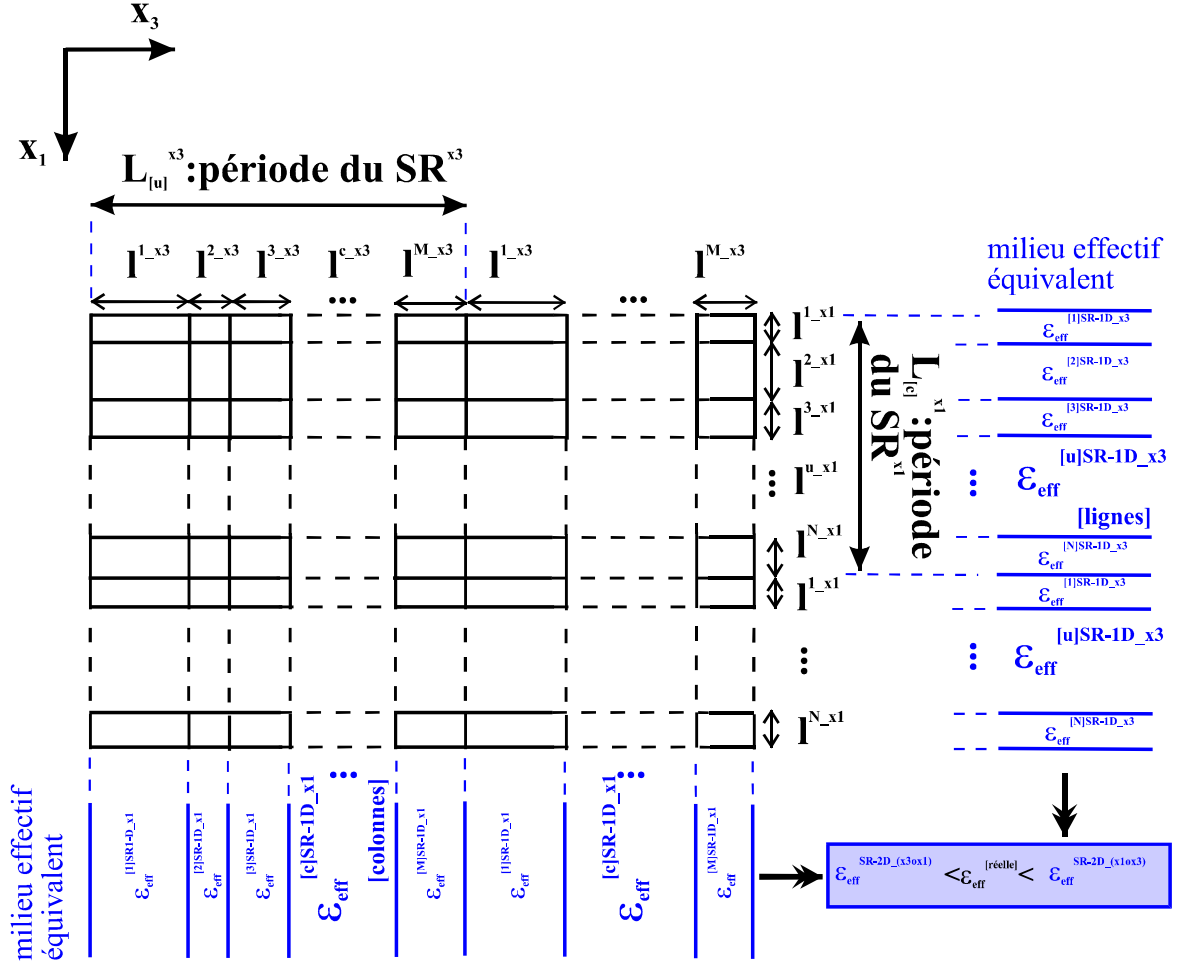 x3
x1
L[u]x3:période du SRx3
l1_x3 l2_x3 l3_x3 lc_x3 lM_x3 l1_x3 lM_x3
... ...
milieu effectif
équivalent
l1_x1
l2_x1
l3_x1
... lu_x1
lN_x1
l1_x1
...
lN_x1
L[c]x1:période
du SRx1
εeff[1]SR-1D_x3
εeff[2]SR-1D_x3
εeff[3]SR-1D_x3
... εeff[u]SR-1D_x3
[lignes]
εeff[N]SR-1D_x3
εeff[1]SR-1D_x3
... εeff[u]SR-1D_x3
εeff[N]SR-1D_x3
milieu effectif
équivalent
... ...
εeff[1]SR1-D_x1
εeff[2]SR-1D_x1
εeff[3]SR-1D_x1
εeff[c]SR-1D_x1
[colonnes]
εeff[M]SR-1D_x1
εeff[1]SR-1D_x1
εeff[c]SR-1D_x1
εeff[M]SR-1D_x1
εeffSR-2D_(x3ox1) <εeff[réelle]< εeffSR-2D_(x1ox3)